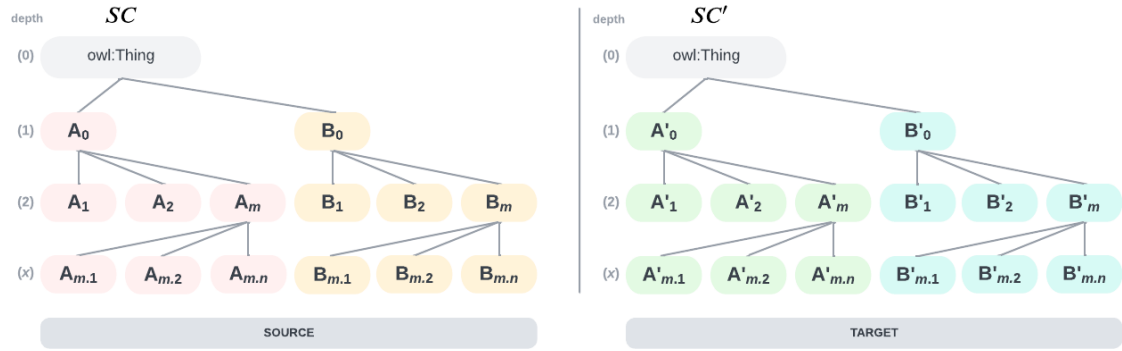 depth SC depth SC′
(0) owl:Thing (0) owl:Thing
(1) A₀ B₀ (1) A'₀ B'₀
(2) A₁ A₂ Aₘ B₁ B₂ Bₘ (2) A'₁ A'₂ A'ₘ B'₁ B'₂ B'ₘ
(x) Aₘ.₁ Aₘ.₂ Aₘ.ₙ Bₘ.₁ Bₘ.₂ Bₘ.ₙ (x) A'ₘ.₁ A'ₘ.₂ A'ₘ.ₙ B'ₘ.₁ B'ₘ.₂ B'ₘ.ₙ
SOURCE TARGET